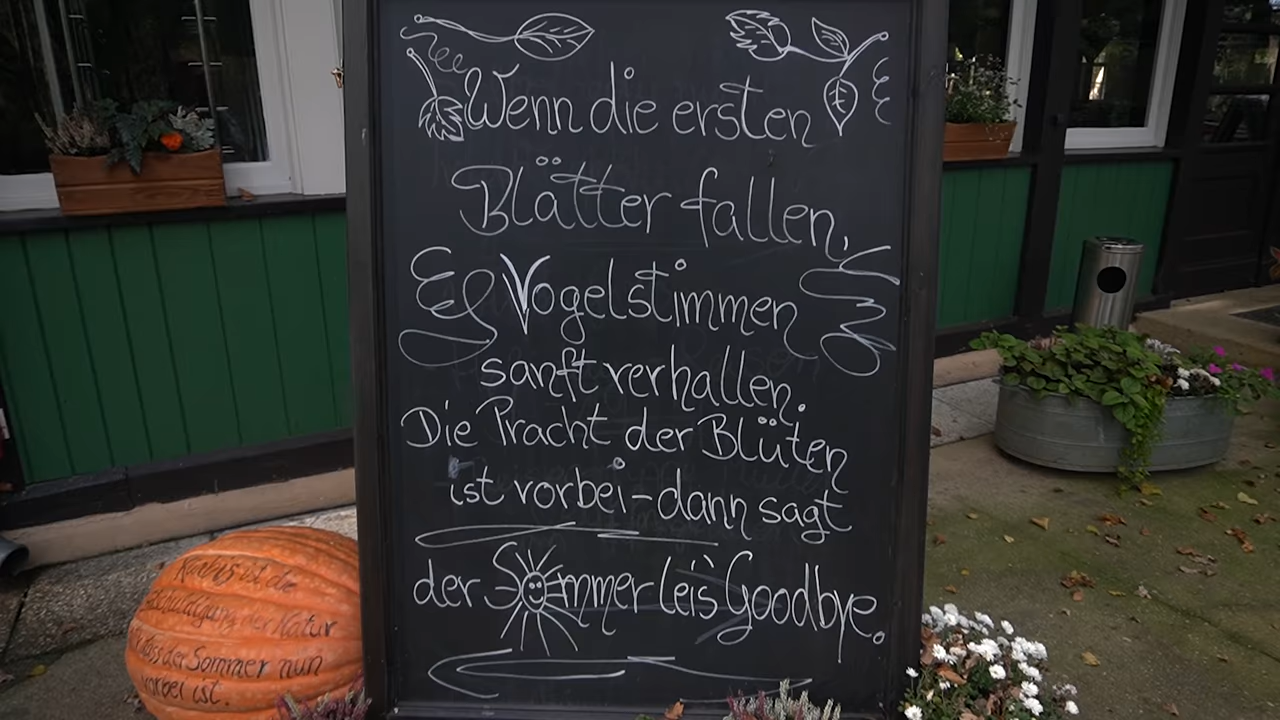 Wenn die ersten
Blätter fallen,
Vogelstimmen
sanft verhallen.
Die Pracht der Blüten
ist vorbei – dann sagt
der Sommer leis' Goodbye.
Kürbis ist die
Entschuldigung der Natur
dass der Sommer nun
vorbei ist.